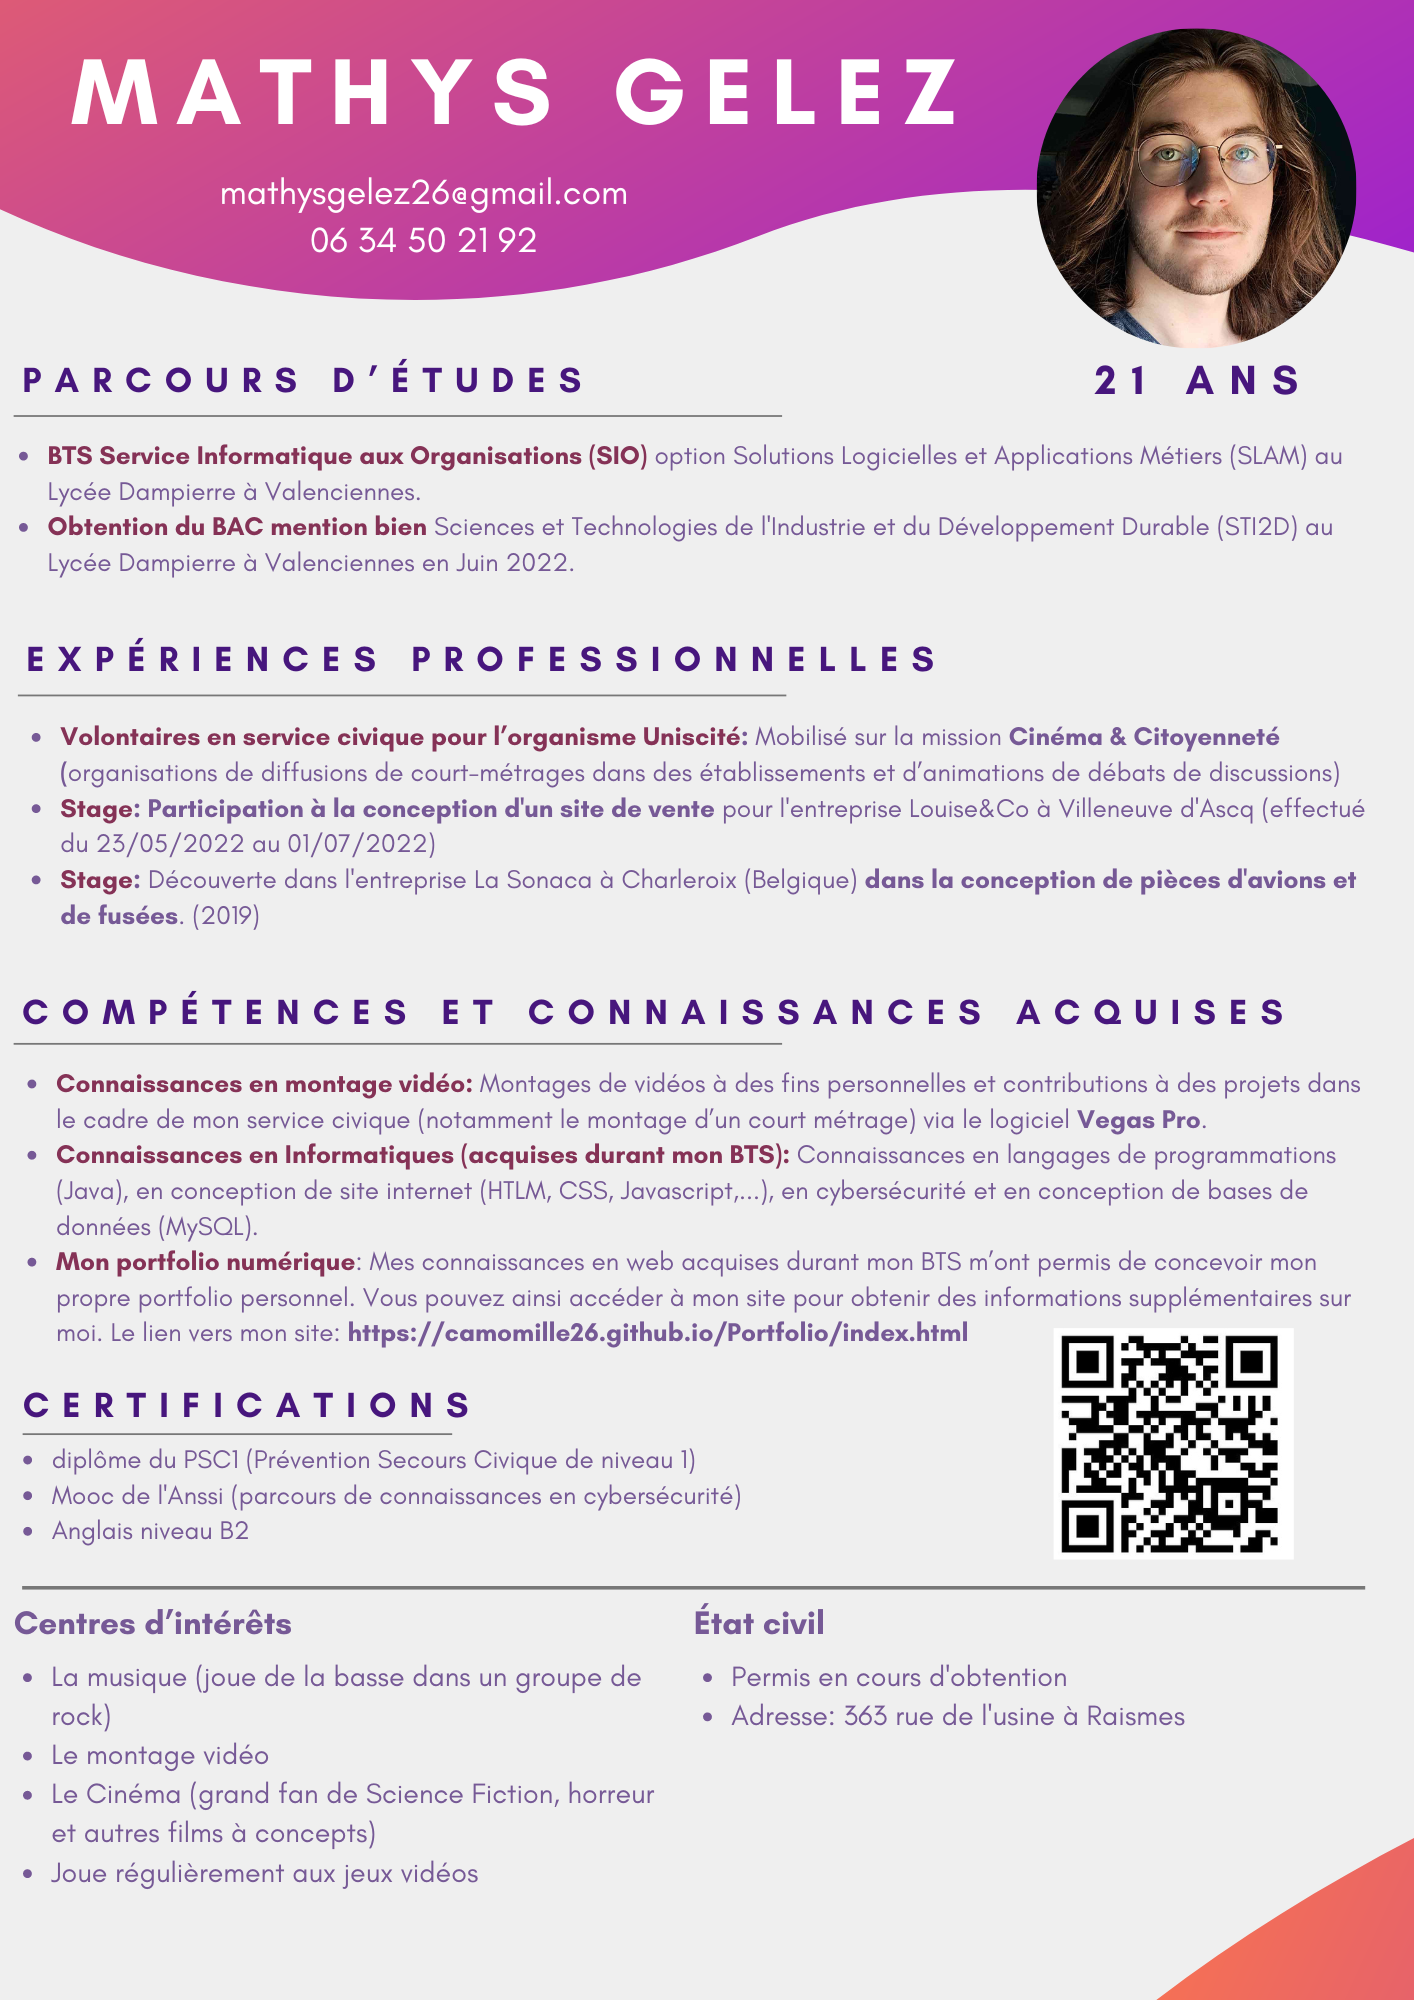 MATHYS GELEZ
mathysgelez26@gmail.com
06 34 50 21 92
21 ANS
PARCOURS D’ÉTUDES
• BTS Service Informatique aux Organisations (SIO) option Solutions Logicielles et Applications Métiers (SLAM) au
Lycée Dampierre à Valenciennes.
• Obtention du BAC mention bien Sciences et Technologies de l'Industrie et du Développement Durable (STI2D) au
Lycée Dampierre à Valenciennes en Juin 2022.
EXPÉRIENCES PROFESSIONNELLES
• Volontaires en service civique pour l’organisme Uniscité: Mobilisé sur la mission Cinéma & Citoyenneté
(organisations de diffusions de court-métrages dans des établissements et d’animations de débats de discussions)
• Stage: Participation à la conception d'un site de vente pour l'entreprise Louise&Co à Villeneuve d'Ascq (effectué
du 23/05/2022 au 01/07/2022)
• Stage: Découverte dans l'entreprise La Sonaca à Charleroix (Belgique) dans la conception de pièces d'avions et
de fusées. (2019)
COMPÉTENCES ET CONNAISSANCES ACQUISES
• Connaissances en montage vidéo: Montages de vidéos à des fins personnelles et contributions à des projets dans
le cadre de mon service civique (notamment le montage d’un court métrage) via le logiciel Vegas Pro.
• Connaissances en Informatiques (acquises durant mon BTS): Connaissances en langages de programmations
(Java), en conception de site internet (HTLM, CSS, Javascript,...), en cybersécurité et en conception de bases de
données (MySQL).
• Mon portfolio numérique: Mes connaissances en web acquises durant mon BTS m’ont permis de concevoir mon
propre portfolio personnel. Vous pouvez ainsi accéder à mon site pour obtenir des informations supplémentaires sur
moi. Le lien vers mon site: https://camomille26.github.io/Portfolio/index.html
CERTIFICATIONS
• diplôme du PSC1 (Prévention Secours Civique de niveau 1)
• Mooc de l'Anssi (parcours de connaissances en cybersécurité)
• Anglais niveau B2
Centres d’intérêts
• La musique (joue de la basse dans un groupe de
rock)
• Le montage vidéo
• Le Cinéma (grand fan de Science Fiction, horreur
et autres films à concepts)
• Joue régulièrement aux jeux vidéos
État civil
• Permis en cours d'obtention
• Adresse: 363 rue de l'usine à Raismes